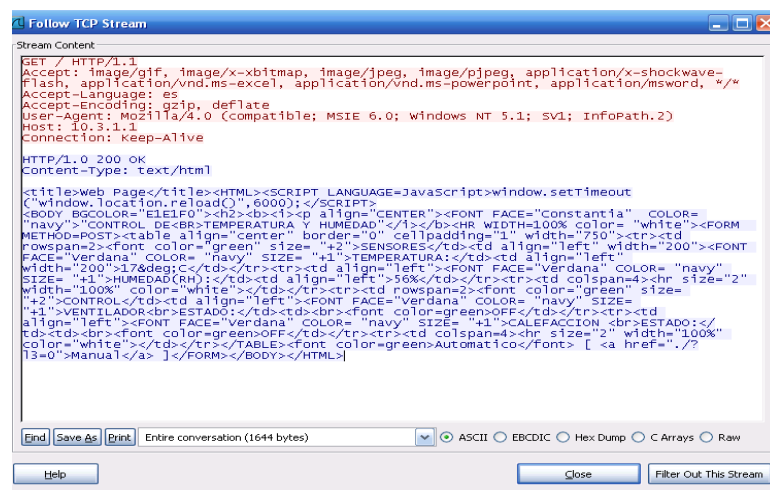 Follow TCP Stream
Stream Content
GET / HTTP/1.1
Accept: image/gif, image/x-xbitmap, image/jpeg, image/pjpeg, application/x-shockwave-
flash, application/vnd.ms-excel, application/vnd.ms-powerpoint, application/msword, */*
Accept-Language: es
Accept-Encoding: gzip, deflate
User-Agent: Mozilla/4.0 (compatible; MSIE 6.0; Windows NT 5.1; SV1; InfoPath.2)
Host: 10.3.1.1
Connection: Keep-Alive
HTTP/1.0 200 OK
Content-Type: text/html
<title>Web Page</title><HTML><SCRIPT LANGUAGE=JavaScript>window.setTimeout
("window.location.reload()",6000);</SCRIPT>
<BODY BGCOLOR="E1E1F0"><h2><b><i><p align="CENTER"><FONT FACE="Constantia"  COLOR=
"navy">"CONTROL DE<BR>TEMPERATURA Y HUMEDAD"</i></b><HR WIDTH=100% color= "white"><FORM
METHOD=POST><table align="center" border="0" cellpadding="1" width="750"><tr><td
rowspan=2><font color="green" size= "+2">SENSORES</td><td align="left" width="200"><FONT
FACE="Verdana" COLOR= "navy" SIZE= "+1">TEMPERATURA:</td><td align="left"
width="200">17&deg;C</td></tr><tr><td align="left"><FONT FACE="Verdana" COLOR= "navy"
SIZE= "+1">HUMEDAD(RH):</td><td align="left">56%</td></tr><tr><td colspan=4><hr size="2"
width="100%" color="white"></td></tr><tr><td rowspan=2><font color="green" size=
"+2">CONTROL</td><td align="left"><FONT FACE="Verdana" COLOR= "navy" SIZE=
"+1">VENTILADOR<br>ESTADO:</td><td><br><font color=green>OFF</td></tr><tr><td
align="left"><FONT FACE="Verdana" COLOR= "navy" SIZE= "+1">CALEFACCION <br>ESTADO:</
td><td><br><font color=green>OFF</td></tr><tr><td colspan=4><hr size="2" width="100%"
color="white"></td></tr></TABLE><font color=green>Automatico</font> [ <a href="./?
l3=0">Manual</a> ]</FORM></BODY></HTML>
Find Save As Print Entire conversation (1644 bytes) ASCII EBCDIC Hex Dump C Arrays Raw
Help Close Filter Out This Stream